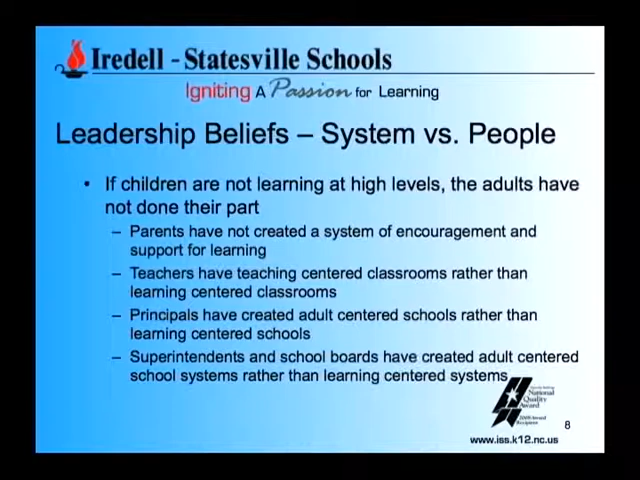 Iredell - Statesville Schools
Igniting A Passion for Learning
Leadership Beliefs – System vs. People
• If children are not learning at high levels, the adults have
not done their part
– Parents have not created a system of encouragement and
support for learning
– Teachers have teaching centered classrooms rather than
learning centered classrooms
– Principals have created adult centered schools rather than
learning centered schools
– Superintendents and school boards have created adult centered
school systems rather than learning centered systems
National
Quality
Award
8
www.iss.k12.nc.us